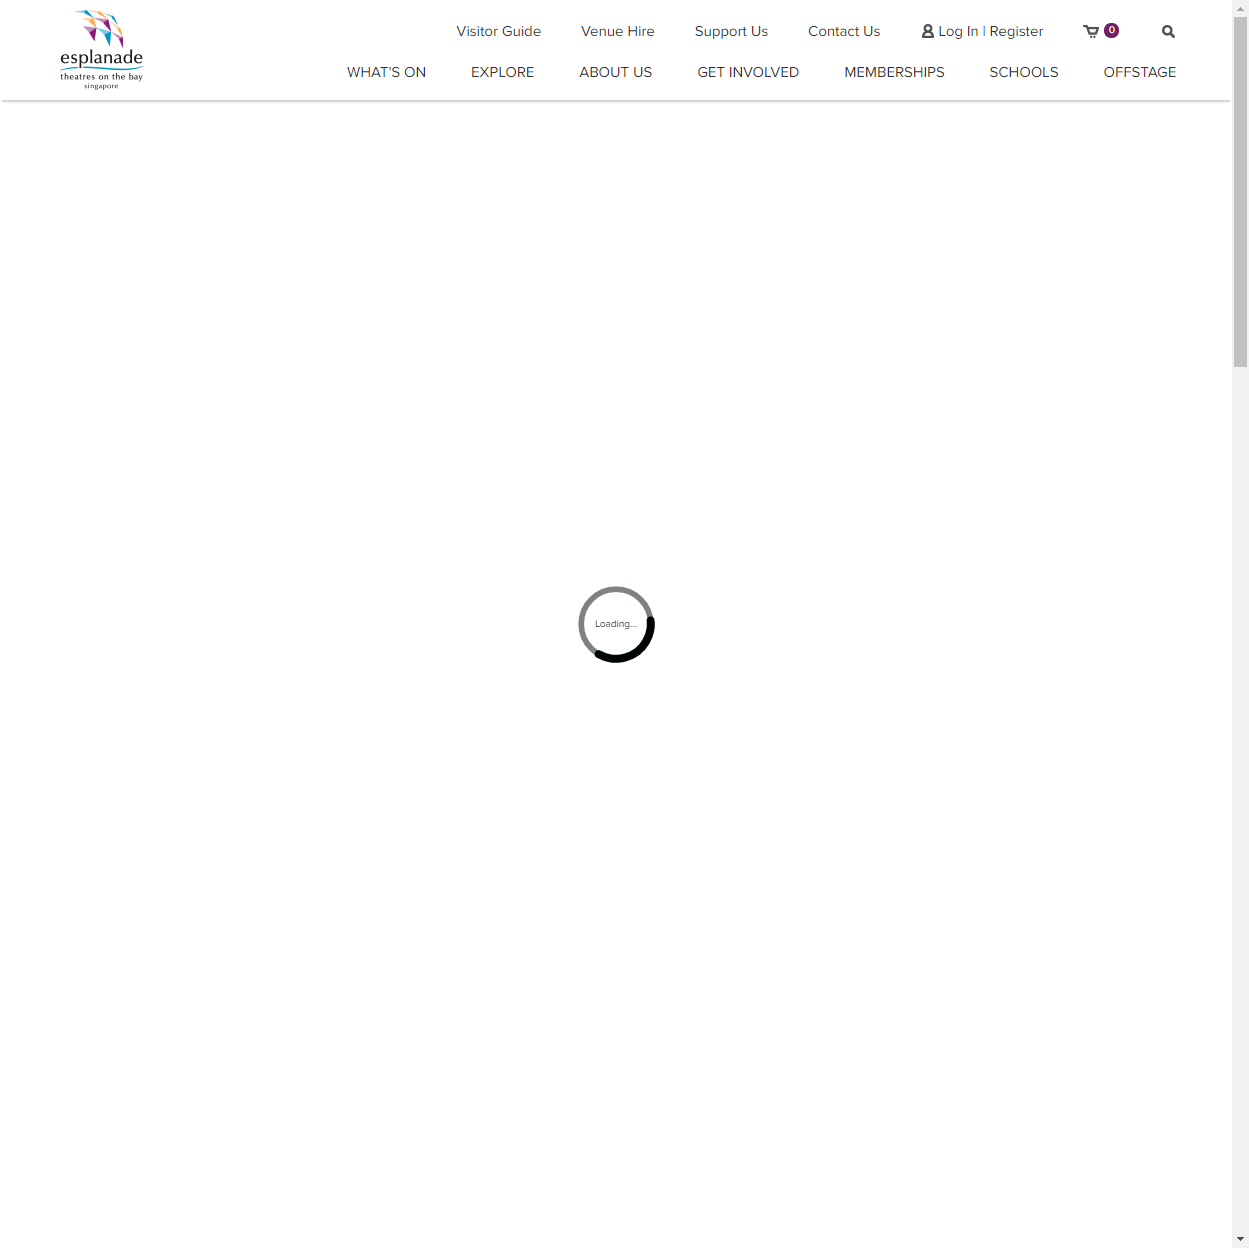 esplanade
theatres on the bay
singapore
Visitor Guide Venue Hire Support Us Contact Us Log In | Register 0
WHAT'S ON EXPLORE ABOUT US GET INVOLVED MEMBERSHIPS SCHOOLS OFFSTAGE
Loading...